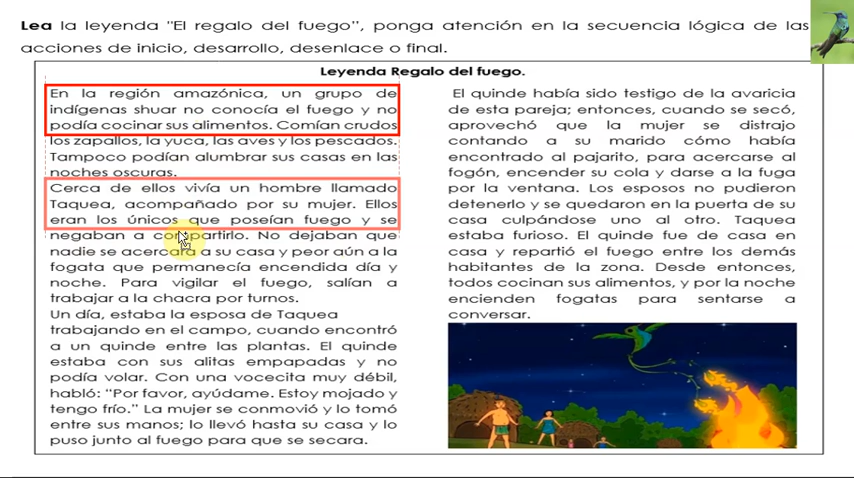 Lea la leyenda "El regalo del fuego", ponga atención en la secuencia lógica de las
acciones de inicio, desarrollo, desenlace o final.
Leyenda Regalo del fuego.
En la región amazónica, un grupo de
indígenas shuar no conocía el fuego y no
podía cocinar sus alimentos. Comían crudos
los zapallos, la yuca, las aves y los pescados.
Tampoco podían alumbrar sus casas en las
noches oscuras.
Cerca de ellos vivía un hombre llamado
Taquea, acompañado por su mujer. Ellos
eran los únicos que poseían fuego y se
negaban a compartirlo. No dejaban que
nadie se acercara a su casa y peor aún a la
fogata que permanecía encendida día y
noche. Para vigilar el fuego, salían a
trabajar a la chacra por turnos.
Un día, estaba la esposa de Taquea
trabajando en el campo, cuando encontró
a un quinde entre las plantas. El quinde
estaba con sus alitas empapadas y no
podía volar. Con una vocecita muy débil,
habló: "Por favor, ayúdame. Estoy mojado y
tengo frío." La mujer se conmovió y lo tomó
entre sus manos; lo llevó hasta su casa y lo
puso junto al fuego para que se secara.
El quinde había sido testigo de la avaricia
de esta pareja; entonces, cuando se secó,
aprovechó que la mujer se distrajo
contando a su marido cómo había
encontrado al pajarito, para acercarse al
fogón, encender su cola y darse a la fuga
por la ventana. Los esposos no pudieron
detenerlo y se quedaron en la puerta de su
casa culpándose uno al otro. Taquea
estaba furioso. El quinde fue de casa en
casa y repartió el fuego entre los demás
habitantes de la zona. Desde entonces,
todos cocinan sus alimentos, y por la noche
encienden fogatas para sentarse a
conversar.